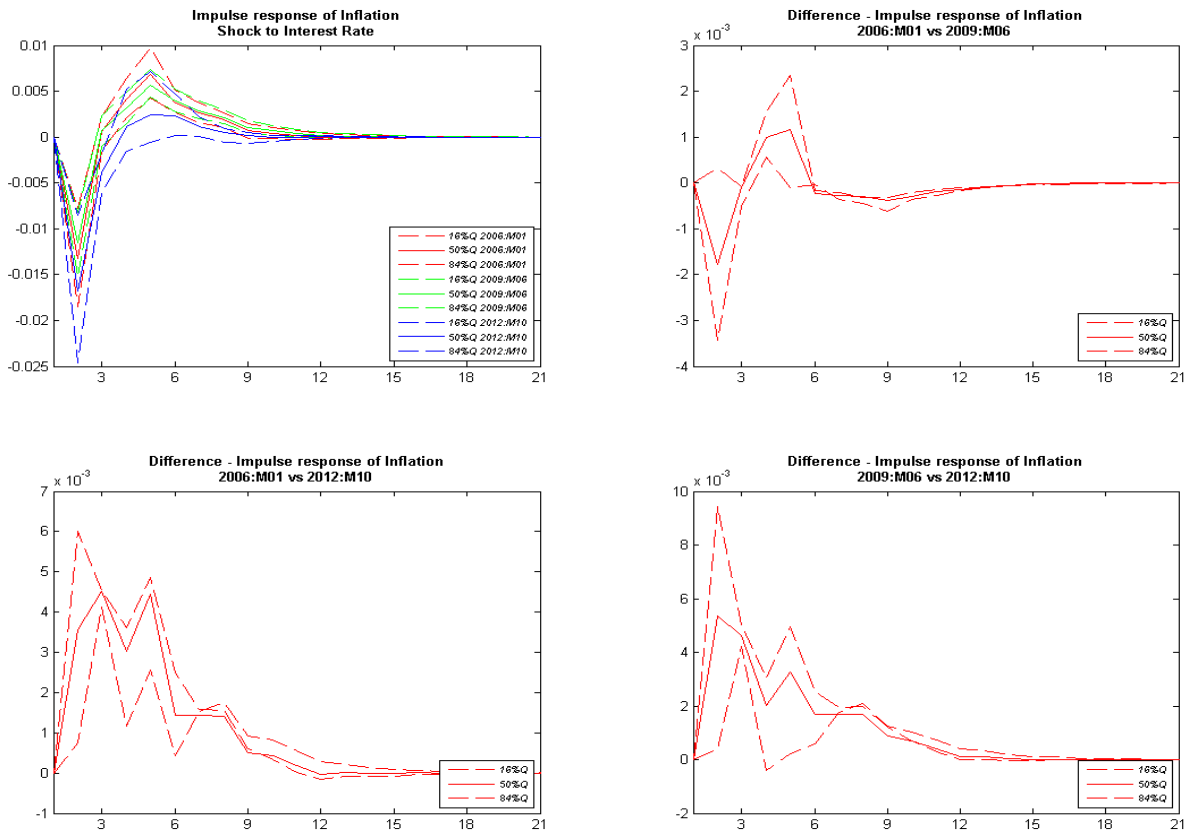 Impulse response of Inflation
Shock to Interest Rate
0.01
0.005
0
-0.005
-0.01
-0.015
-0.02
-0.025
3 6 9 12 15 18 21
16%Q 2006:M01
50%Q 2006:M01
84%Q 2006:M01
16%Q 2009:M06
50%Q 2009:M06
84%Q 2009:M06
16%Q 2012:M10
50%Q 2012:M10
84%Q 2012:M10
Difference - Impulse response of Inflation
2006:M01 vs 2009:M06
x 10-3
3
2
1
0
-1
-2
-3
-4
3 6 9 12 15 18 21
16%Q
50%Q
84%Q
Difference - Impulse response of Inflation
2006:M01 vs 2012:M10
x 10-3
7
6
5
4
3
2
1
0
-1
3 6 9 12 15 18 21
16%Q
50%Q
84%Q
Difference - Impulse response of Inflation
2009:M06 vs 2012:M10
x 10-3
10
8
6
4
2
0
-2
3 6 9 12 15 18 21
16%Q
50%Q
84%Q